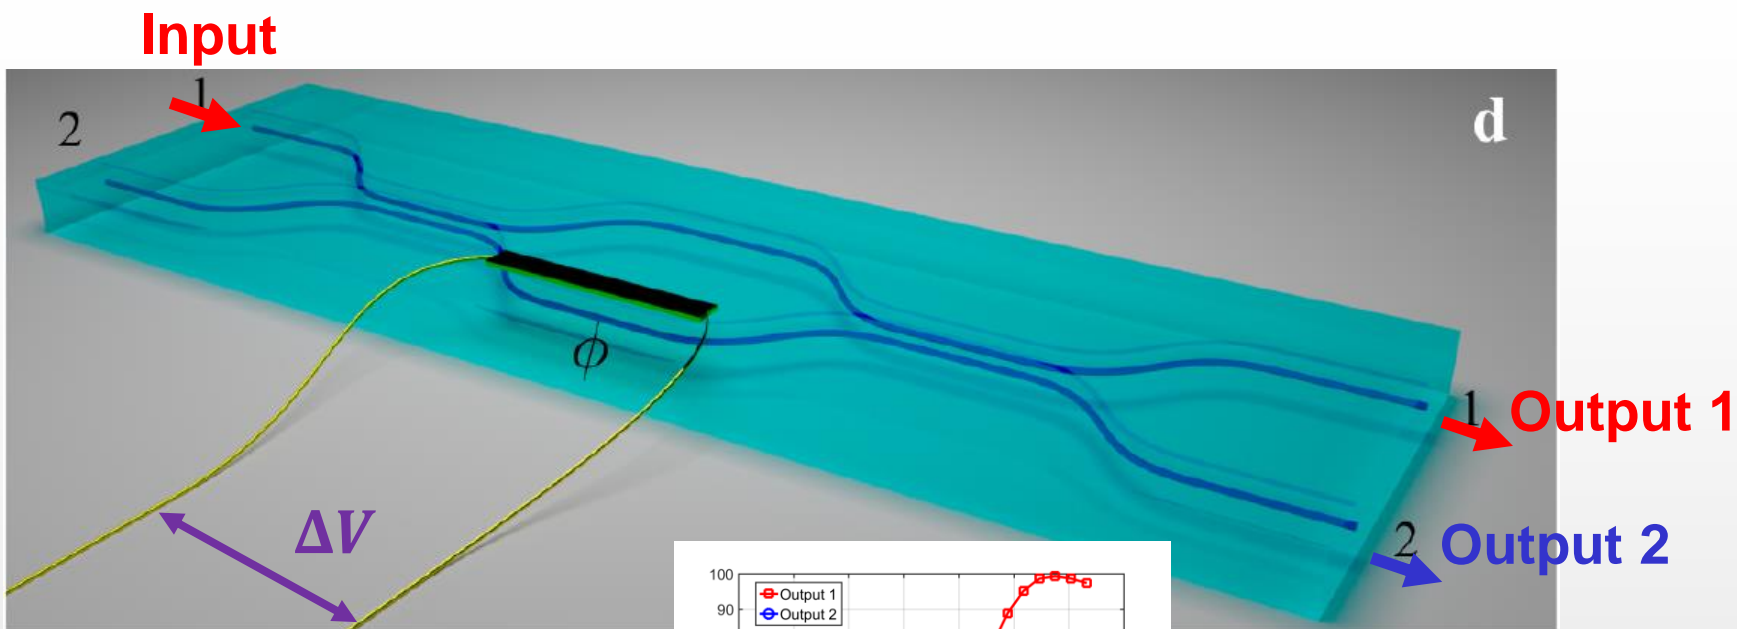 Input
1
2
d
ϕ
ΔV
1 Output 1
2 Output 2
100
90
Output 1
Output 2